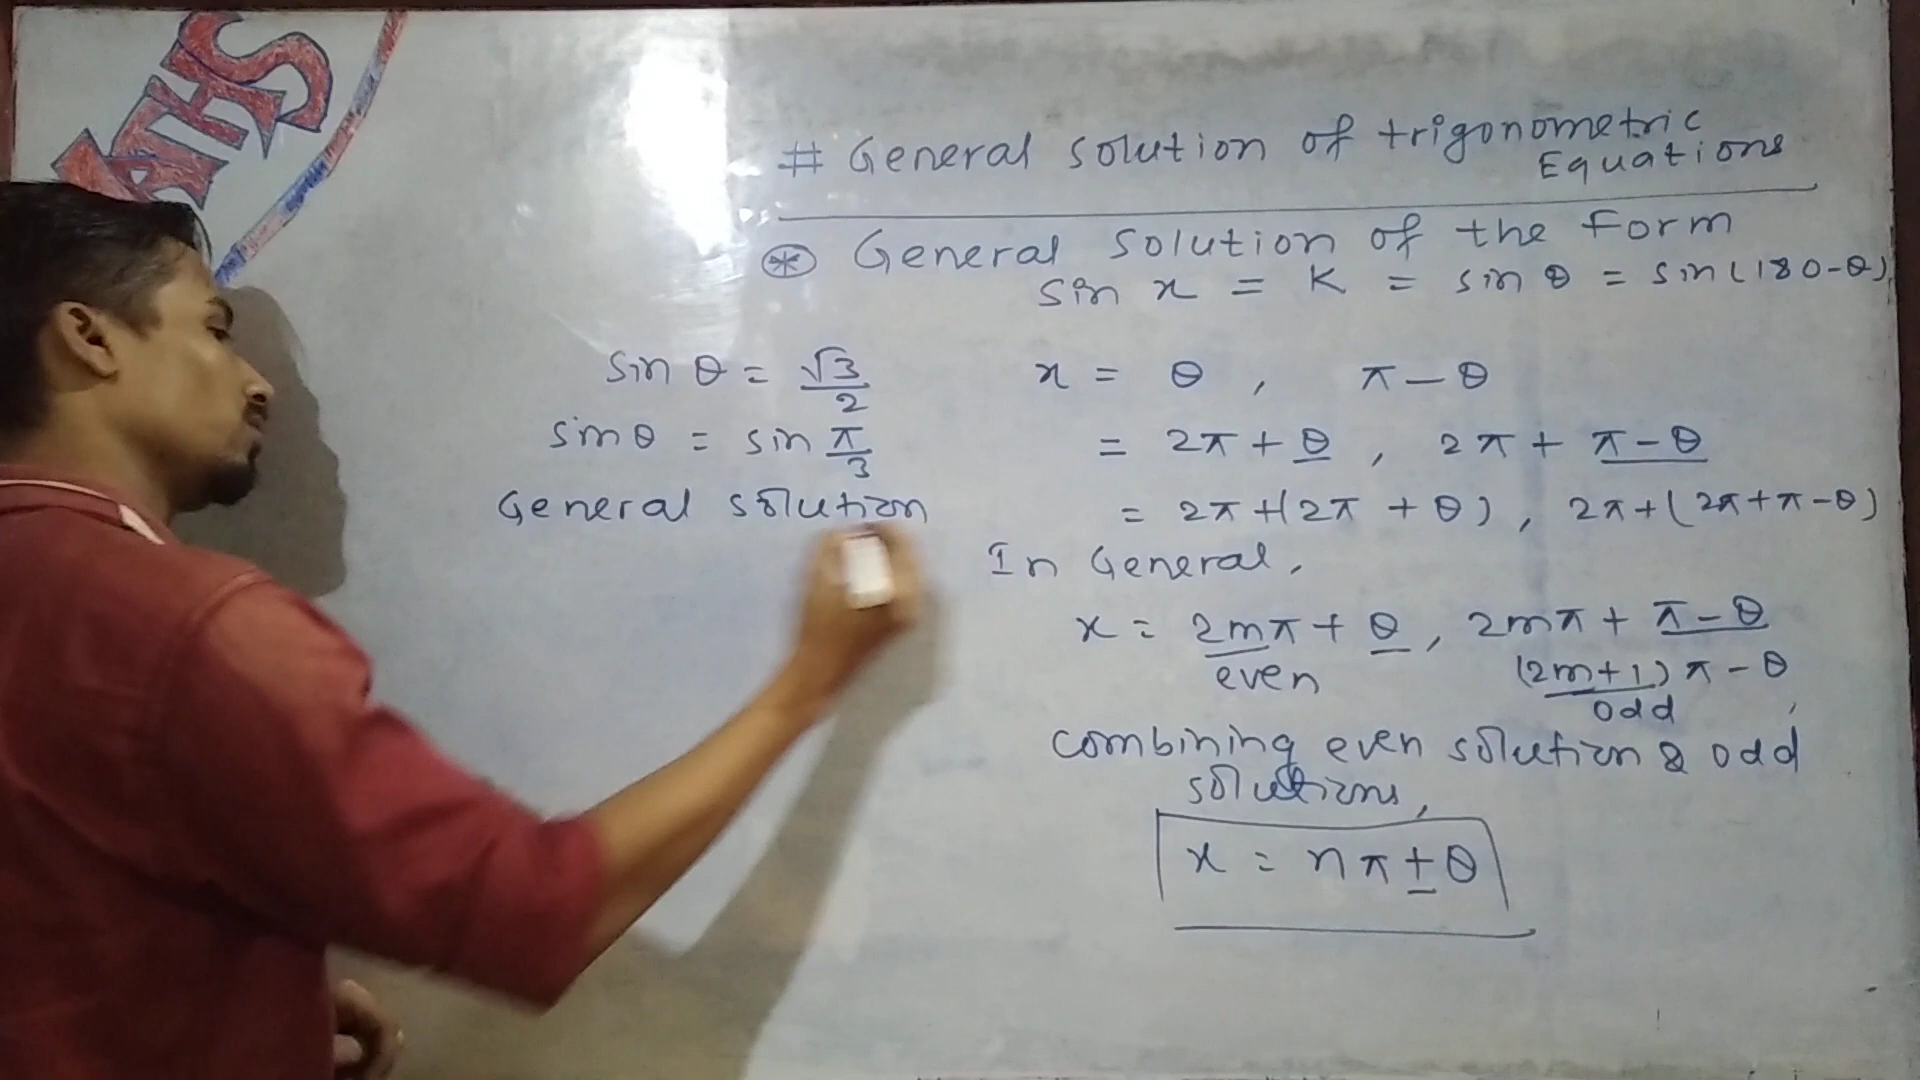 ATHS
# General solution of trigonometric
Equations
* General solution of the form
sin x = K = sin θ = sin(180-θ)
sin θ = √3/2
sin θ = sin π/3
General solution
x = θ , π - θ
= 2π + θ , 2π + π - θ
= 2π + (2π + θ) , 2π + (2π + π - θ)
In General,
x = 2mπ + θ , 2mπ + π - θ
even (2m+1)π - θ
odd
combining even solution & odd
solutions,
x = nπ ± θ